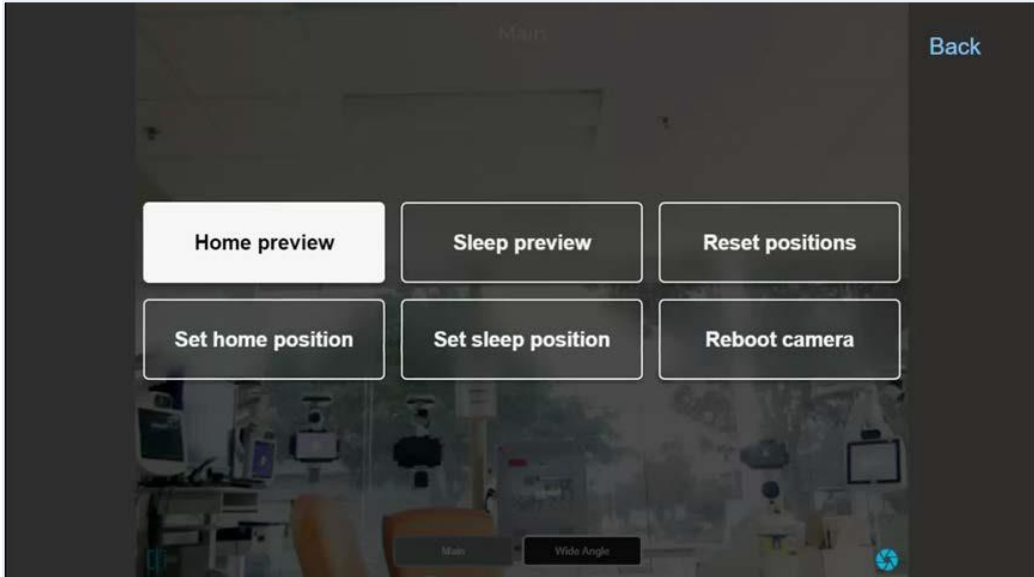 Main
Back
Home preview
Sleep preview
Reset positions
Set home position
Set sleep position
Reboot camera
Main
Wide Angle